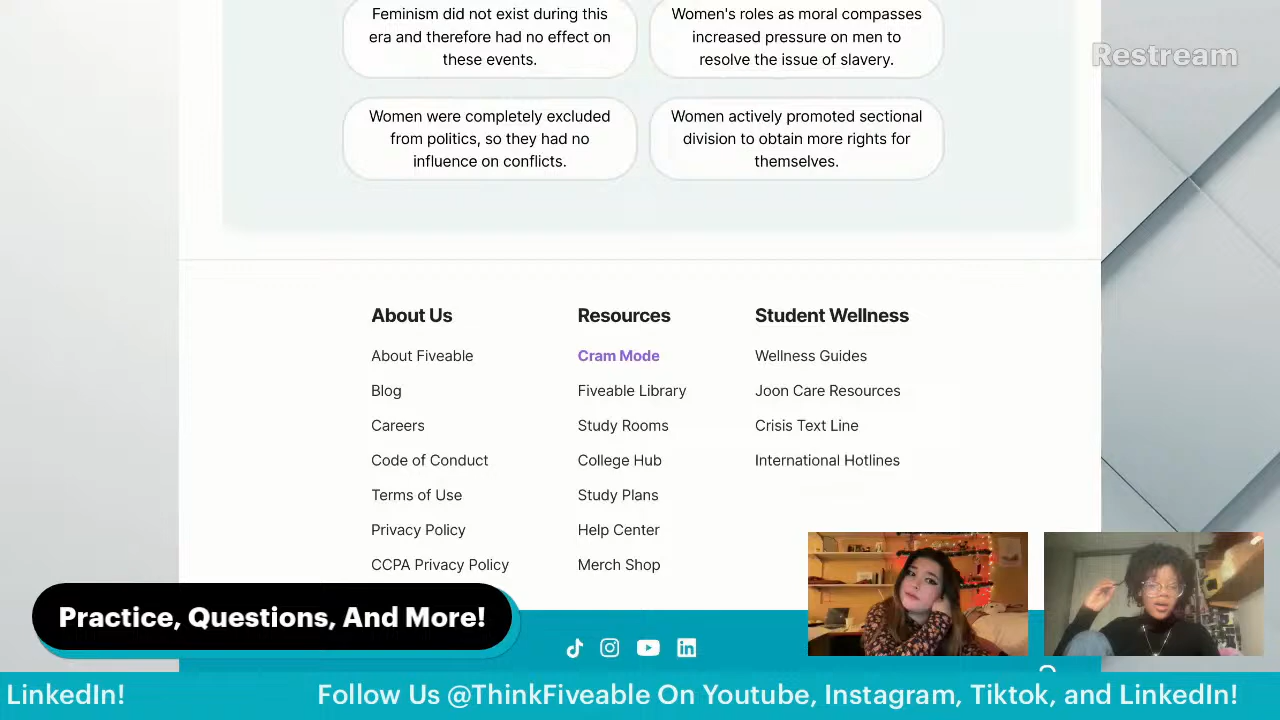 Feminism did not exist during this
era and therefore had no effect on
these events.
Women's roles as moral compasses
increased pressure on men to
resolve the issue of slavery.
Restream
Women were completely excluded
from politics, so they had no
influence on conflicts.
Women actively promoted sectional
division to obtain more rights for
themselves.
About Us
About Fiveable
Blog
Careers
Code of Conduct
Terms of Use
Privacy Policy
CCPA Privacy Policy
Resources
Cram Mode
Fiveable Library
Study Rooms
College Hub
Study Plans
Help Center
Merch Shop
Student Wellness
Wellness Guides
Joon Care Resources
Crisis Text Line
International Hotlines
Practice, Questions, And More!
LinkedIn! Follow Us @ThinkFiveable On Youtube, Instagram, Tiktok, and LinkedIn!